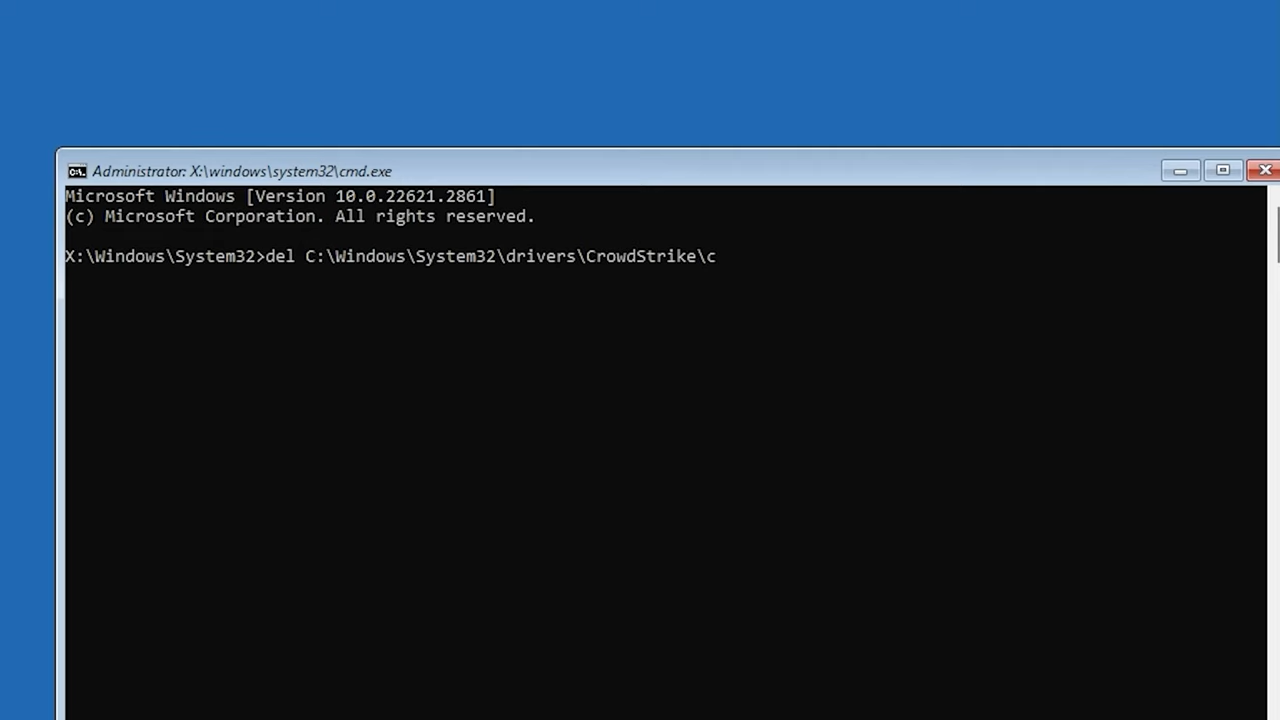 Administrator: X:\windows\system32\cmd.exe
Microsoft Windows [Version 10.0.22621.2861]
(c) Microsoft Corporation. All rights reserved.
X:\Windows\System32>del C:\Windows\System32\drivers\CrowdStrike\c